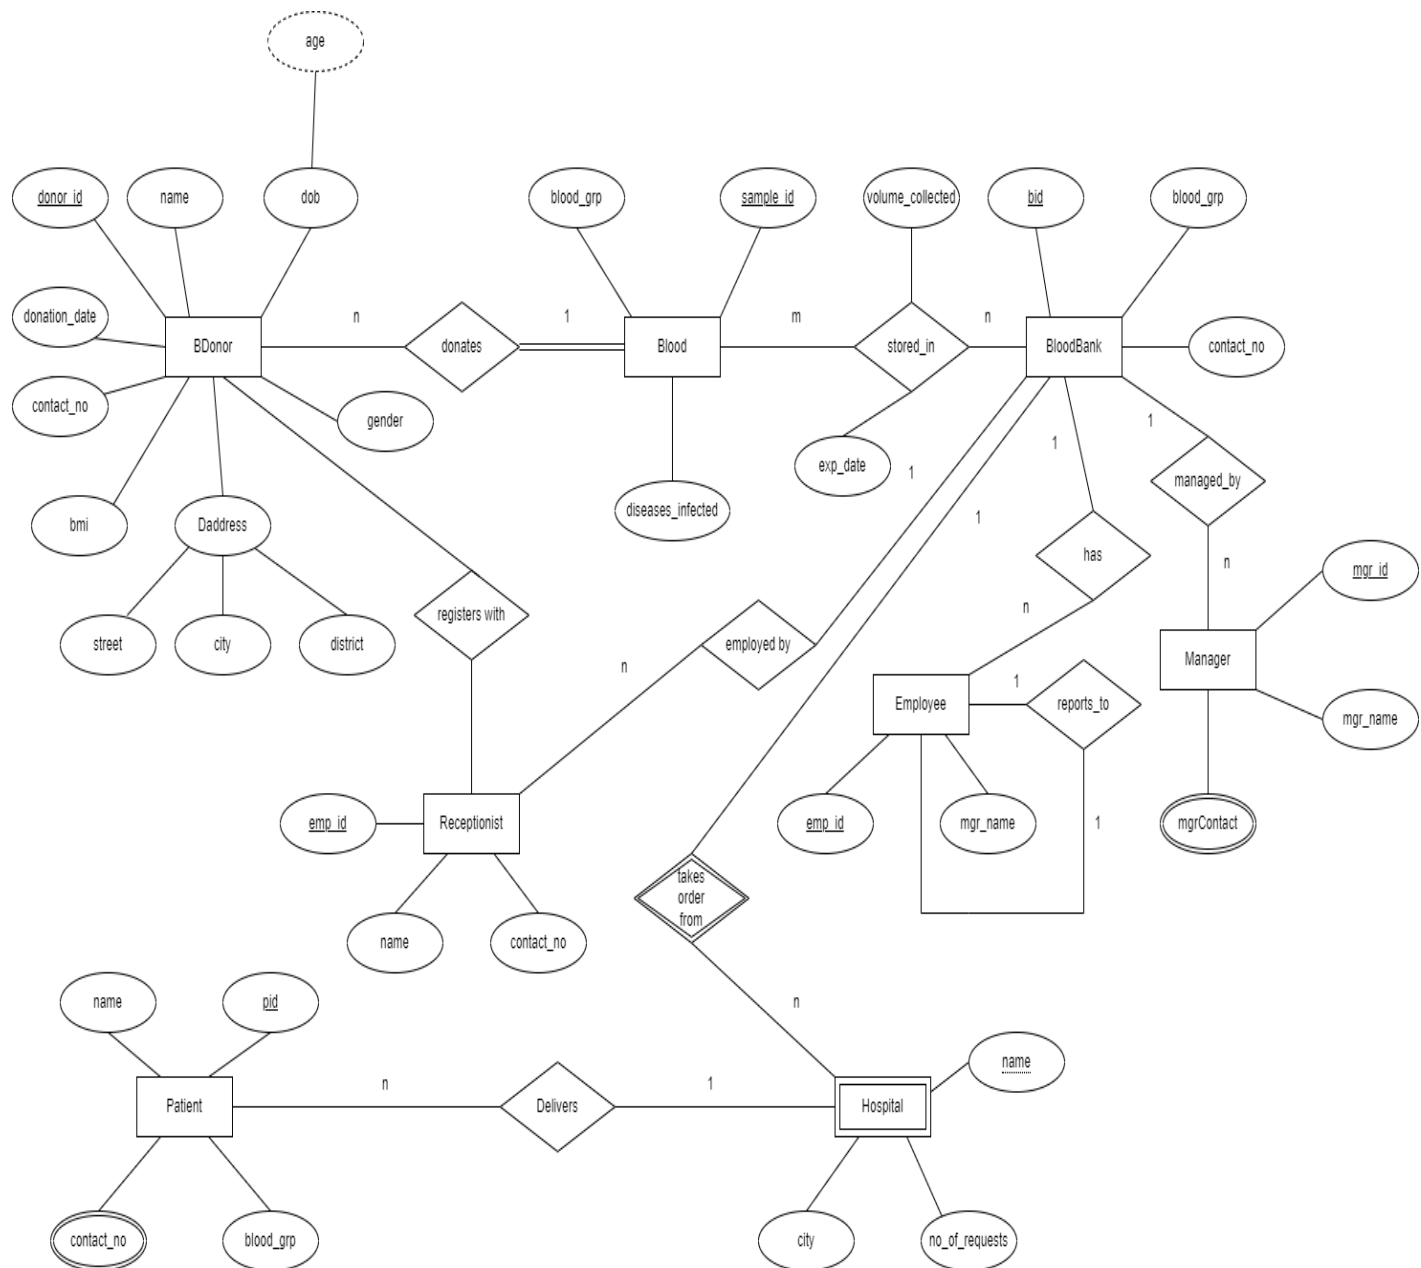 age
donor_id
name
dob
blood_grp
sample_id
volume_collected
bid
blood_grp
donation_date
n
1
m
n
BDonor
donates
Blood
stored_in
BloodBank
contact_no
contact_no
gender
1
managed_by
1
exp_date
1
bmi
Daddress
diseases_infected
1
has
n
mgr_id
street
city
district
registers with
n
employed by
n
Manager
1
Employee
reports_to
mgr_name
emp_id
Receptionist
emp_id
mgr_name
1
mgrContact
takes
order
from
name
contact_no
name
pid
n
name
n
1
Patient
Delivers
Hospital
contact_no
blood_grp
city
no_of_requests